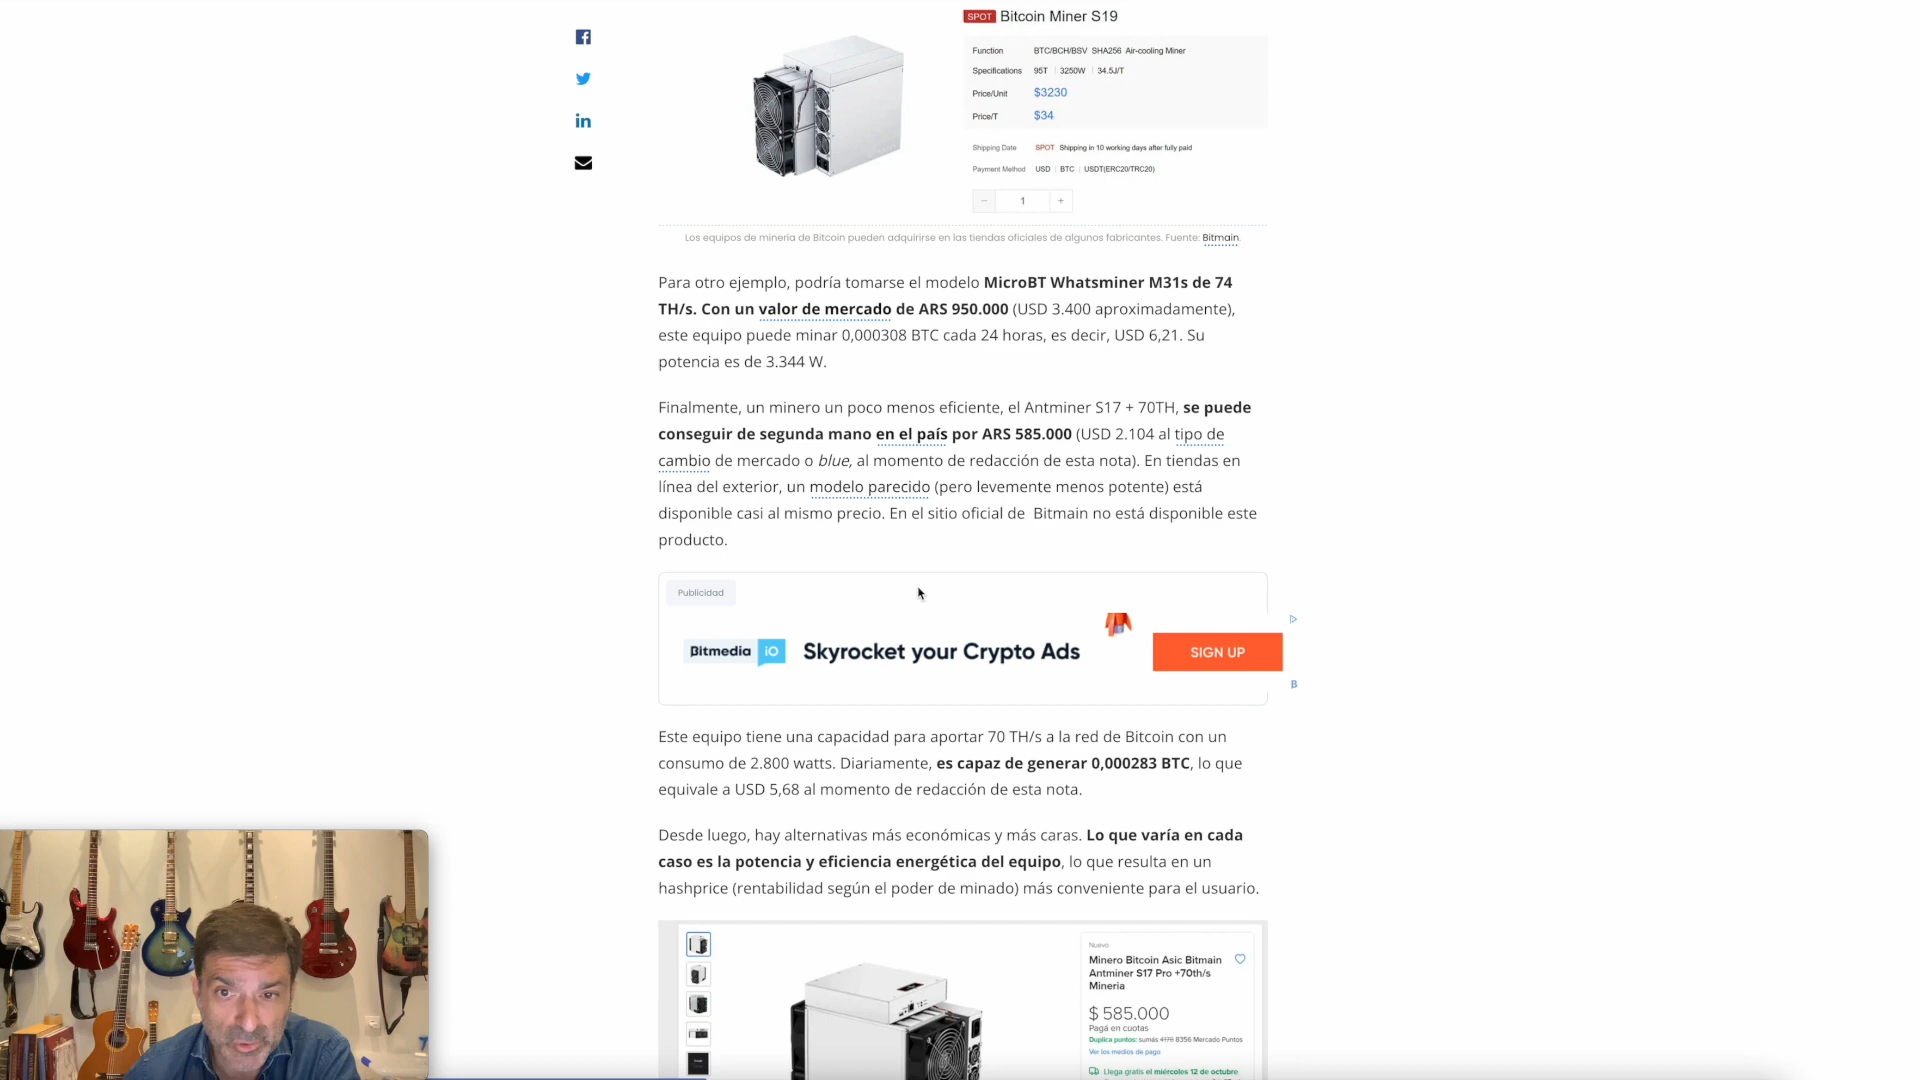 SPOT Bitcoin Miner S19
Function BTC/BCH/BSV SHA256 Air-cooling Miner
Specifications 95T 3250W 34.5J/T
Price/Unit $3230
Price/T $34
Shipping Date SPOT Shipping in 10 working days after fully paid
Payment Method USD BTC USDT(ERC20/TRC20)
− 1 +
Los equipos de minería de Bitcoin pueden adquirirse en las tiendas oficiales de algunos fabricantes. Fuente: Bitmain.
Para otro ejemplo, podría tomarse el modelo MicroBT Whatsminer M31s de 74
TH/s. Con un valor de mercado de ARS 950.000 (USD 3.400 aproximadamente),
este equipo puede minar 0,000308 BTC cada 24 horas, es decir, USD 6,21. Su
potencia es de 3.344 W.
Finalmente, un minero un poco menos eficiente, el Antminer S17 + 70TH, se puede
conseguir de segunda mano en el país por ARS 585.000 (USD 2.104 al tipo de
cambio de mercado o blue, al momento de redacción de esta nota). En tiendas en
línea del exterior, un modelo parecido (pero levemente menos potente) está
disponible casi al mismo precio. En el sitio oficial de Bitmain no está disponible este
producto.
Publicidad
Bitmedia iO Skyrocket your Crypto Ads SIGN UP
Este equipo tiene una capacidad para aportar 70 TH/s a la red de Bitcoin con un
consumo de 2.800 watts. Diariamente, es capaz de generar 0,000283 BTC, lo que
equivale a USD 5,68 al momento de redacción de esta nota.
Desde luego, hay alternativas más económicas y más caras. Lo que varía en cada
caso es la potencia y eficiencia energética del equipo, lo que resulta en un
hashprice (rentabilidad según el poder de minado) más conveniente para el usuario.
Nuevo
Minero Bitcoin Asic Bitmain
Antminer S17 Pro +70th/s
Mineria
$ 585.000
Pagá en cuotas
Duplica puntos: sumás 4178 8356 Mercado Puntos
Ver los medios de pago
Llega gratis el miércoles 12 de octubre